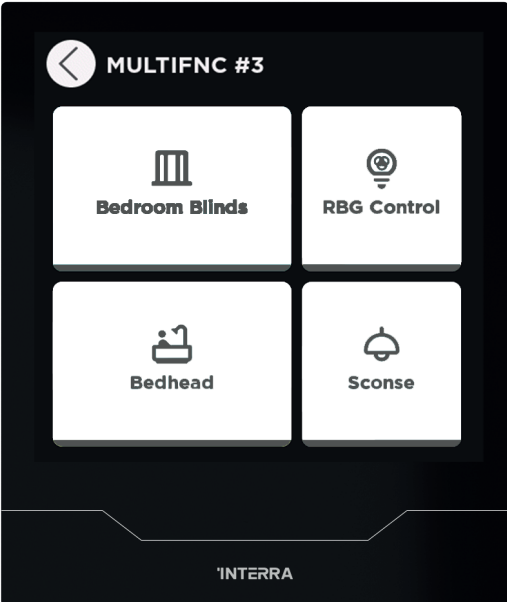 MULTIFNC #3
Bedroom Blinds
RBG Control
Bedhead
Sconse
INTERRA